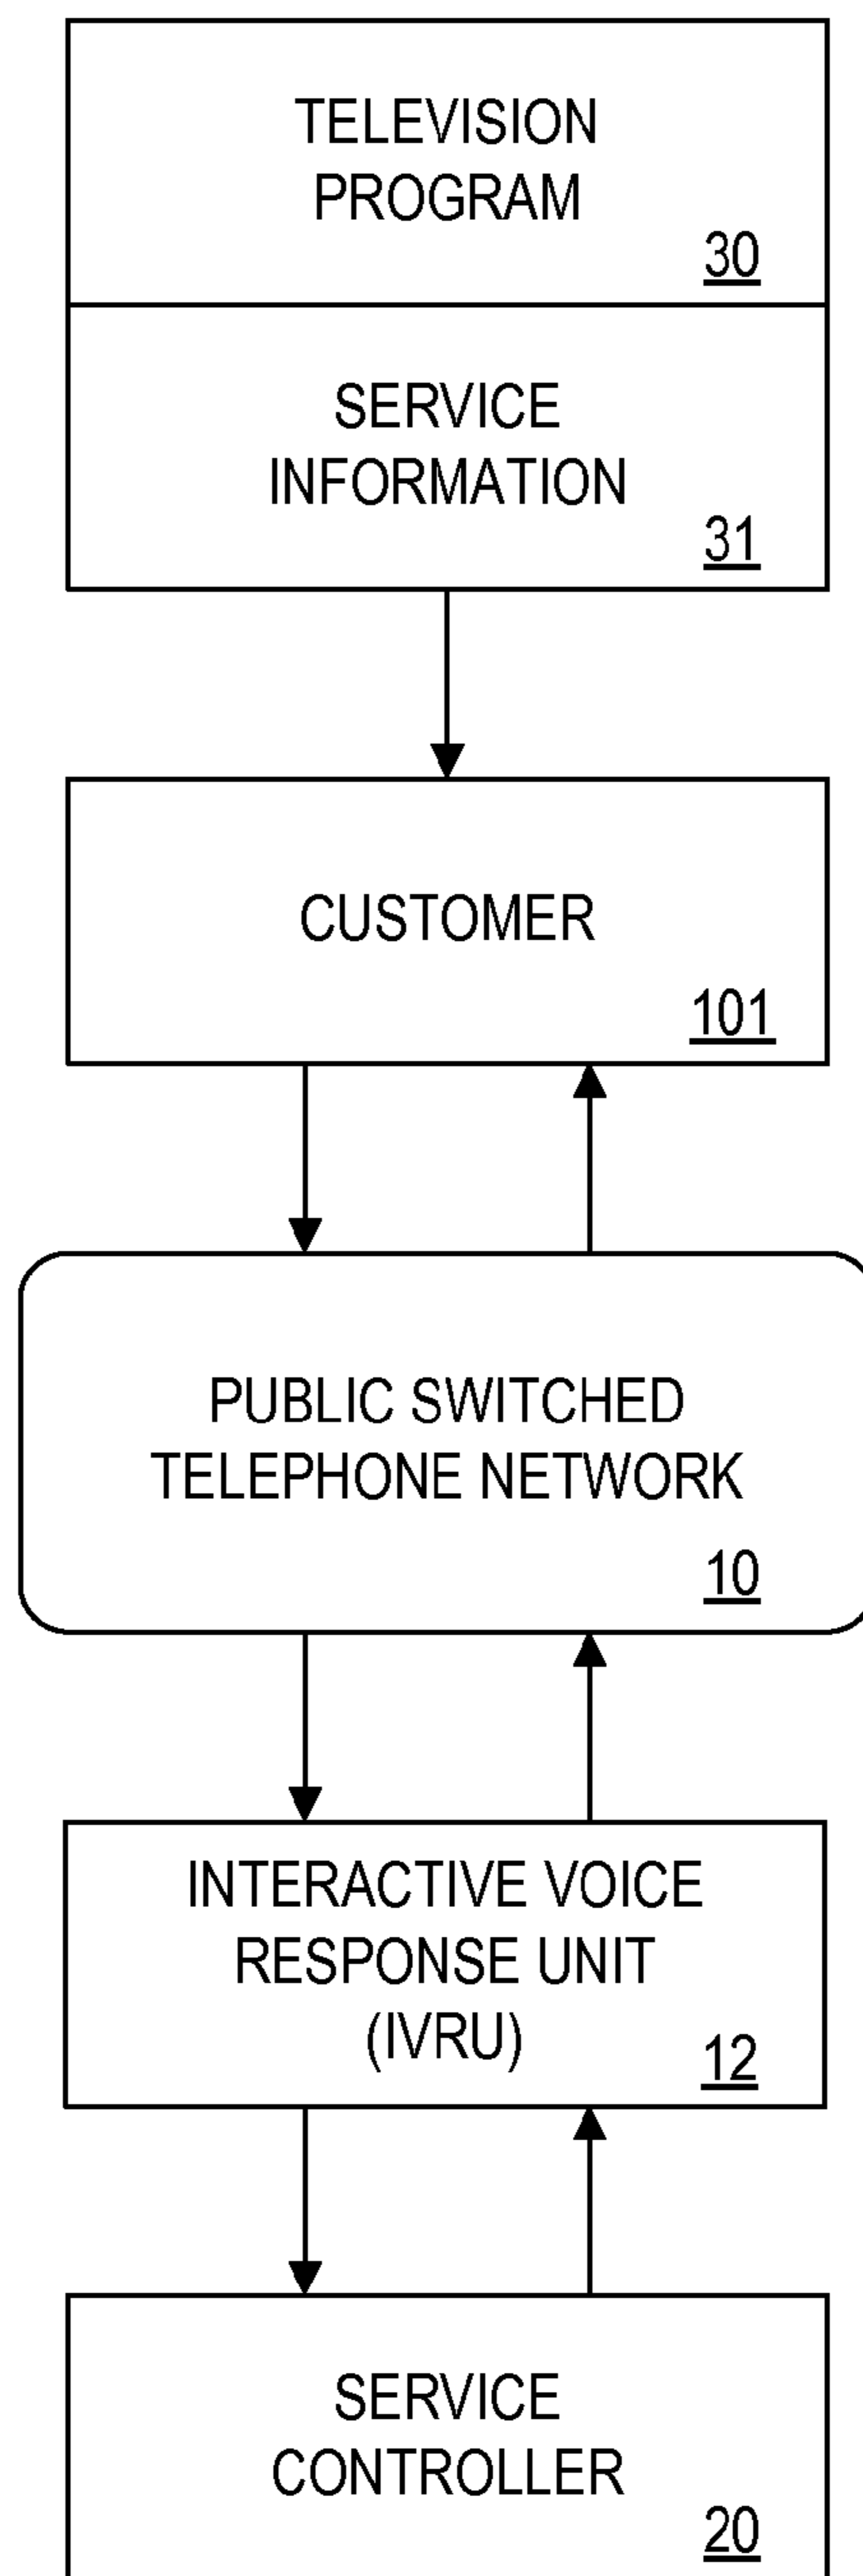 TELEVISION
PROGRAM
30
SERVICE
INFORMATION
31
CUSTOMER
101
PUBLIC SWITCHED
TELEPHONE NETWORK
10
INTERACTIVE VOICE
RESPONSE UNIT
(IVRU)
12
SERVICE
CONTROLLER
20